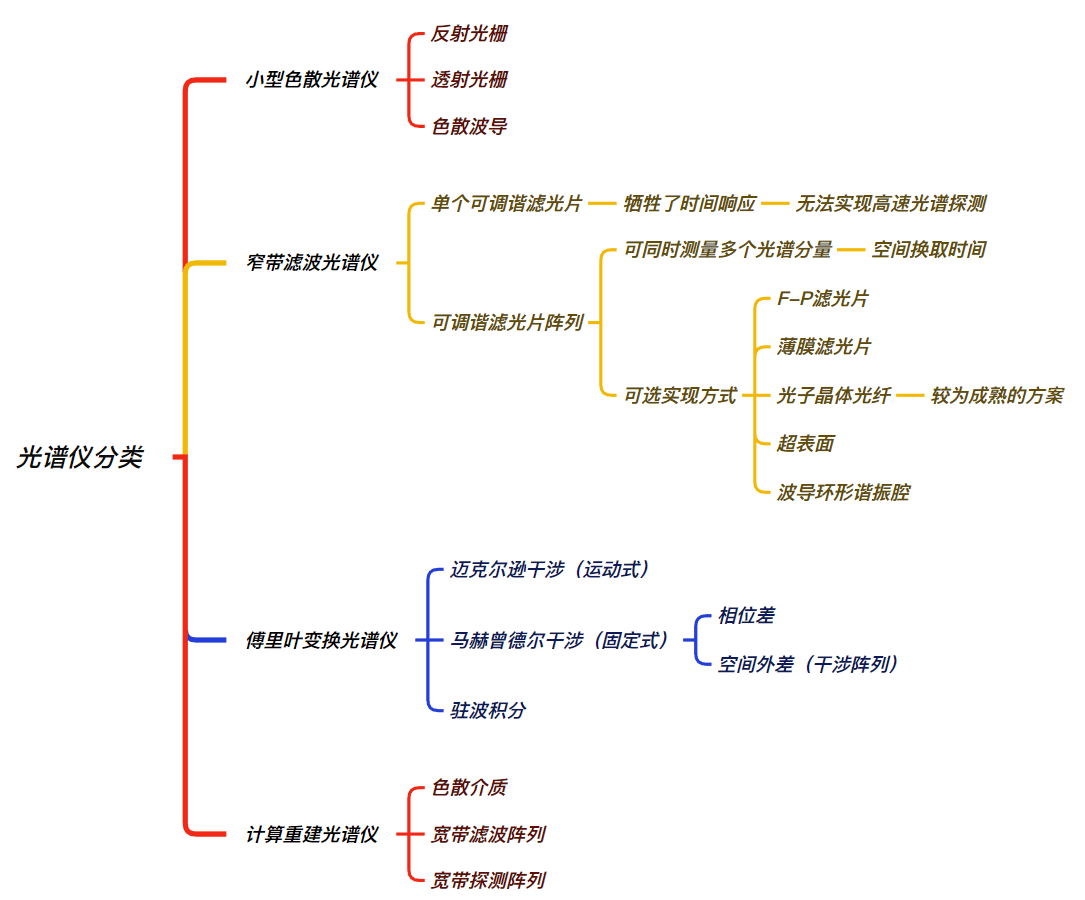 光谱仪分类
小型色散光谱仪
反射光栅
透射光栅
色散波导
窄带滤波光谱仪
单个可调谐滤光片
牺牲了时间响应
无法实现高速光谱探测
可调谐滤光片阵列
可同时测量多个光谱分量
空间换取时间
可选实现方式
F-P滤光片
薄膜滤光片
光子晶体光纤
较为成熟的方案
超表面
波导环形谐振腔
傅里叶变换光谱仪
迈克尔逊干涉（运动式）
马赫曾德尔干涉（固定式）
相位差
空间外差（干涉阵列）
驻波积分
计算重建光谱仪
色散介质
宽带滤波阵列
宽带探测阵列